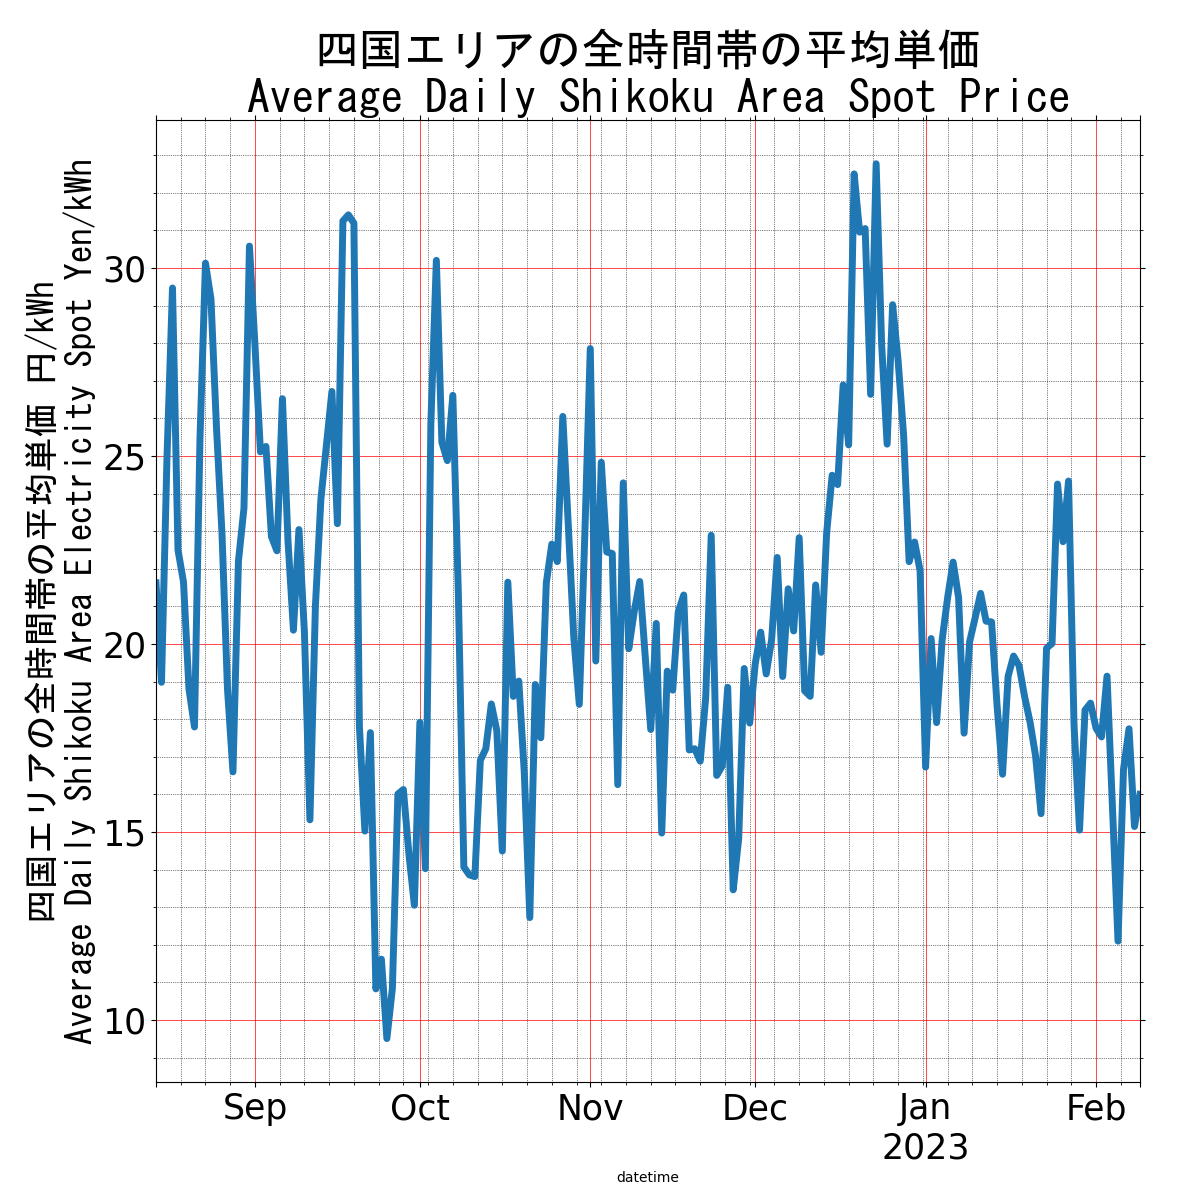 四国エリアの全時間帯の平均単価
Average Daily Shikoku Area Spot Price
四国エリアの全時間帯の平均単価 円/kWh
Average Daily Shikoku Area Electricity Spot Yen/kWh
30
25
20
15
10
Sep
Oct
Nov
Dec
Jan
2023
Feb
datetime